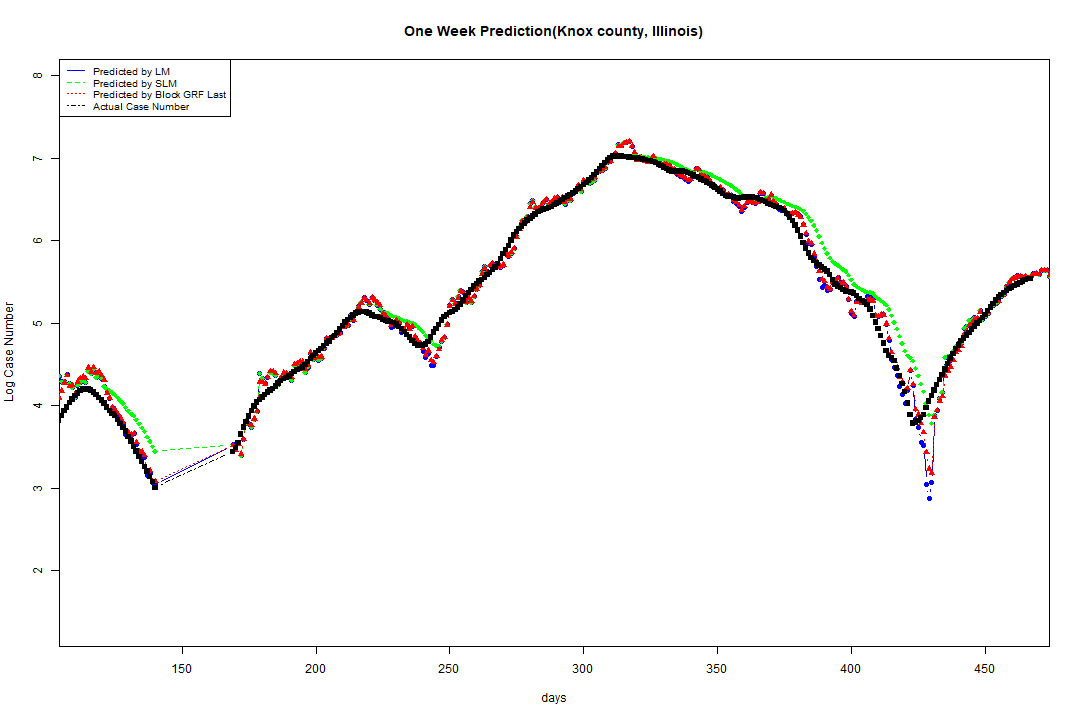 One Week Prediction(Knox county, Illinois)
Predicted by LM
Predicted by SLM
Predicted by Block GRF Last
Actual Case Number
8
7
6
5
4
3
2
Log Case Number
150 200 250 300 350 400 450
days